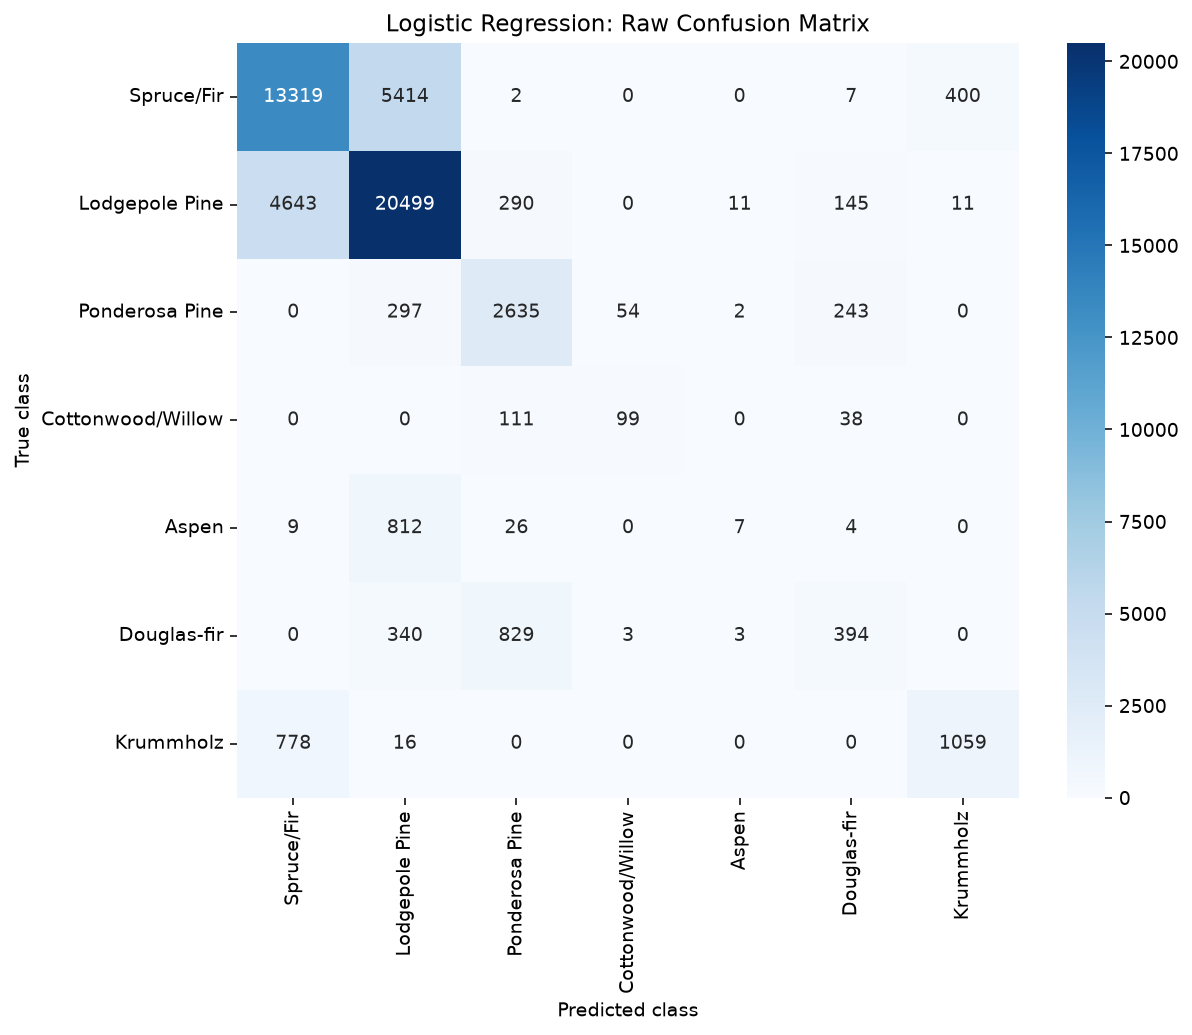 Logistic Regression: Raw Confusion Matrix
True class
Spruce/Fir 13319 5414 2 0 0 7 400
Lodgepole Pine 4643 20499 290 0 11 145 11
Ponderosa Pine 0 297 2635 54 2 243 0
Cottonwood/Willow 0 0 111 99 0 38 0
Aspen 9 812 26 0 7 4 0
Douglas-fir 0 340 829 3 3 394 0
Krummholz 778 16 0 0 0 0 1059
Spruce/Fir
Lodgepole Pine
Ponderosa Pine
Cottonwood/Willow
Aspen
Douglas-fir
Krummholz
Predicted class
20000
17500
15000
12500
10000
7500
5000
2500
0